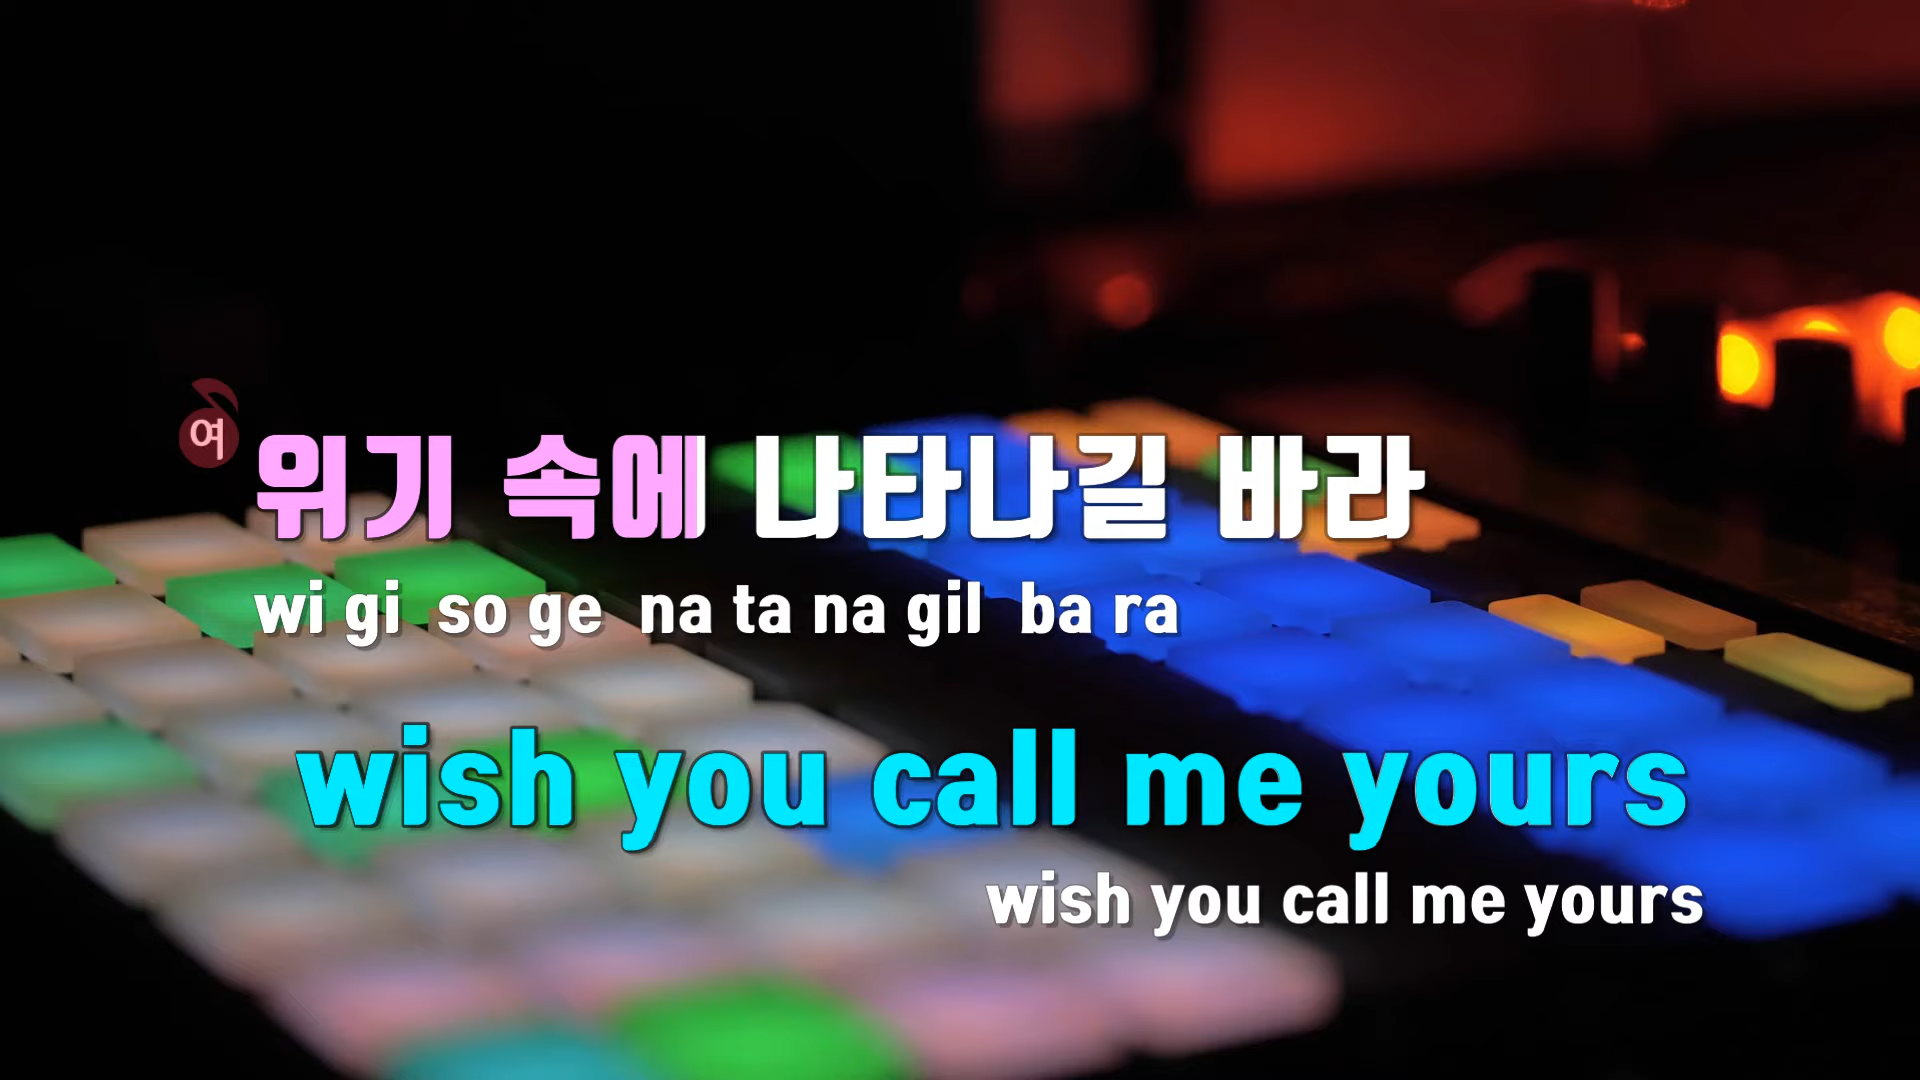 여
위기 속에 나타나길 바라
wi gi so ge na ta na gil ba ra
wish you call me yours
wish you call me yours